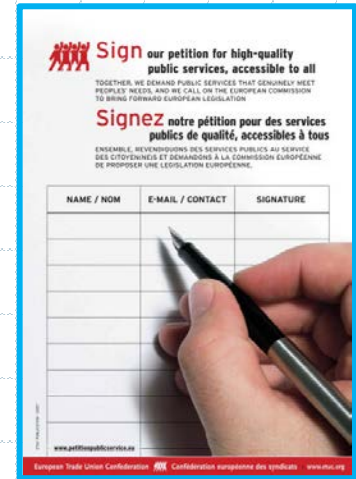 Sign our petition for high-quality
public services, accessible to all
TOGETHER, WE DEMAND PUBLIC SERVICES THAT GENUINELY MEET
PEOPLES' NEEDS, AND WE CALL ON THE EUROPEAN COMMISSION
TO BRING FORWARD EUROPEAN LEGISLATION
Signez notre pétition pour des services
publics de qualité, accessibles à tous
ENSEMBLE, REVENDIQUONS DES SERVICES PUBLICS AU SERVICE
DES CITOYEN(NE)S ET DEMANDONS À LA COMMISSION EUROPÉENNE
DE PROPOSER UNE LEGISLATION EUROPÉENNE.
NAME / NOM E-MAIL / CONTACT SIGNATURE
www.petitionpublicservice.eu
European Trade Union Confederation Confédération européenne des syndicats www.etuc.org